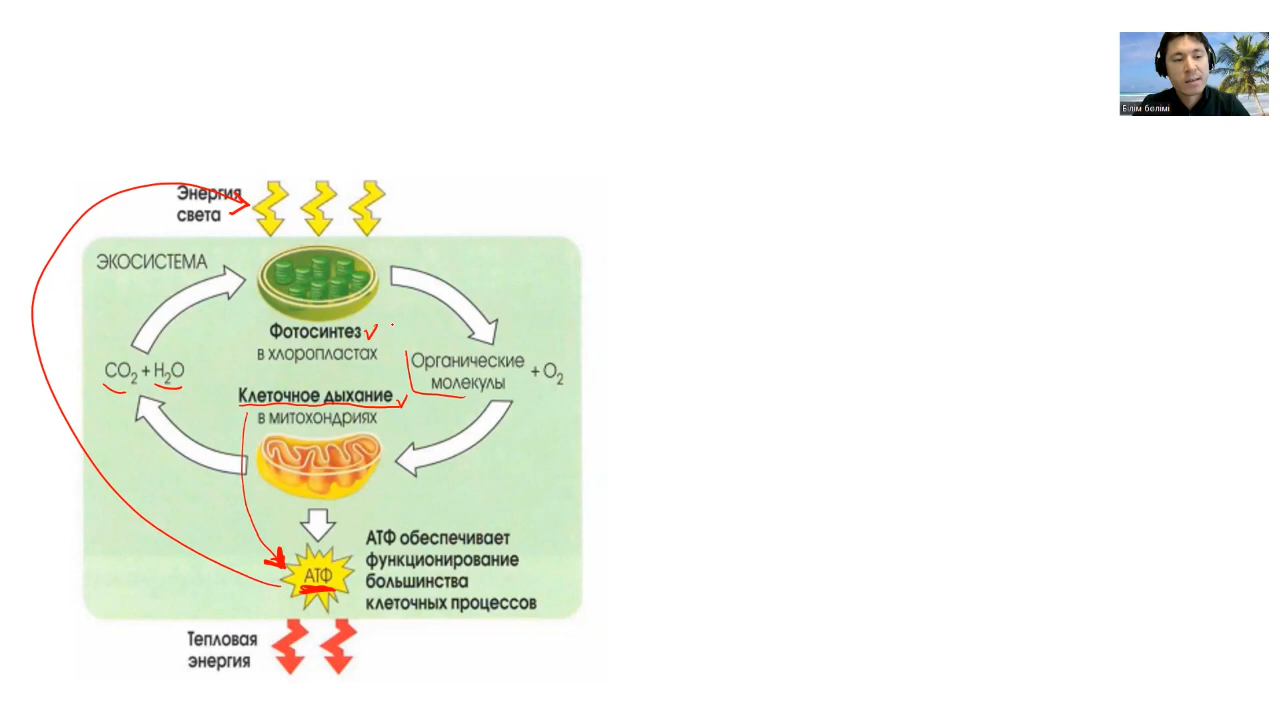 Білім бөлімі
Энергия
света
ЭКОСИСТЕМА
Фотосинтез
в хлоропластах
Органические
молекулы
+ O₂
CO₂ + H₂O
Клеточное дыхание
в митохондриях
АТФ
АТФ обеспечивает
функционирование
большинства
клеточных процессов
Тепловая
энергия